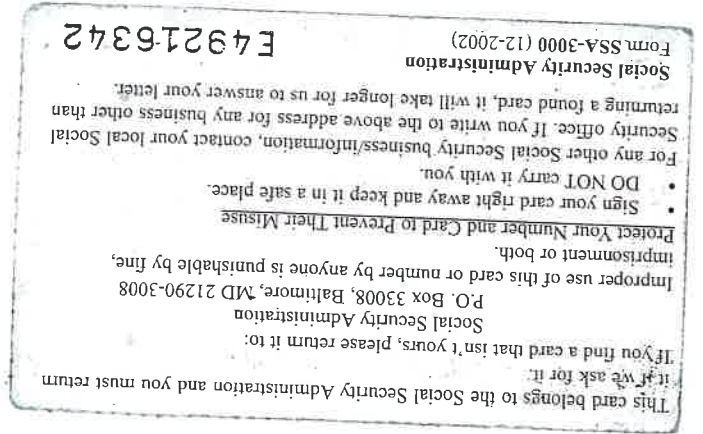 This card belongs to the Social Security Administration and you must return
it if we ask for it.
If you find a card that isn't yours, please return it to:
Social Security Administration
P.O. Box 33008, Baltimore, MD 21290-3008
Improper use of this card or number by anyone is punishable by fine,
imprisonment or both.
Protect Your Number and Card to Prevent Their Misuse
• Sign your card right away and keep it in a safe place.
• DO NOT carry it with you.
For any other Social Security business/information, contact your local Social
Security office. If you write to the above address for any business other than
returning a found card, it will take longer for us to answer your letter.
Social Security Administration
Form SSA-3000 (12-2002) E49216342